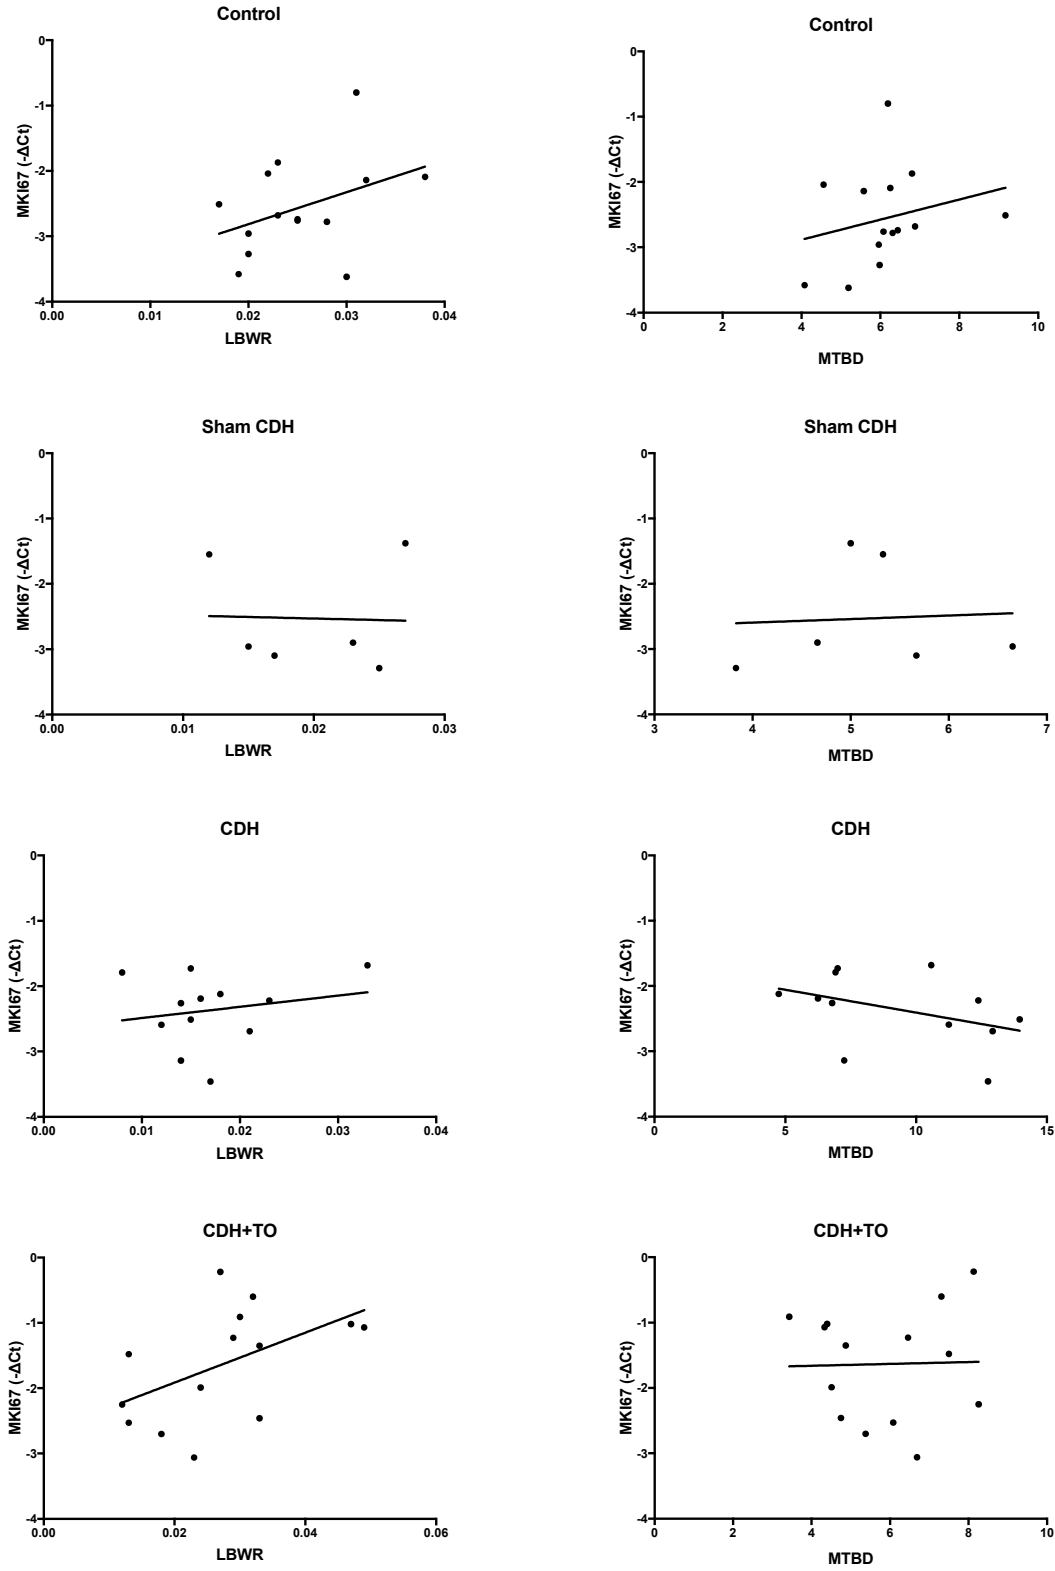 Control
MKI67 (-ΔCt)
0
-1
-2
-3
-4
0.00 0.01 0.02 0.03 0.04
LBWR
Control
MKI67 (-ΔCt)
0
-1
-2
-3
-4
0 2 4 6 8 10
MTBD
Sham CDH
MKI67 (-ΔCt)
0
-1
-2
-3
-4
0.00 0.01 0.02 0.03
LBWR
Sham CDH
MKI67 (-ΔCt)
0
-1
-2
-3
-4
3 4 5 6 7
MTBD
CDH
MKI67 (-ΔCt)
0
-1
-2
-3
-4
0.00 0.01 0.02 0.03 0.04
LBWR
CDH
MKI67 (-ΔCt)
0
-1
-2
-3
-4
0 5 10 15
MTBD
CDH+TO
MKI67 (-ΔCt)
0
-1
-2
-3
-4
0.00 0.02 0.04 0.06
LBWR
CDH+TO
MKI67 (-ΔCt)
0
-1
-2
-3
-4
0 2 4 6 8 10
MTBD